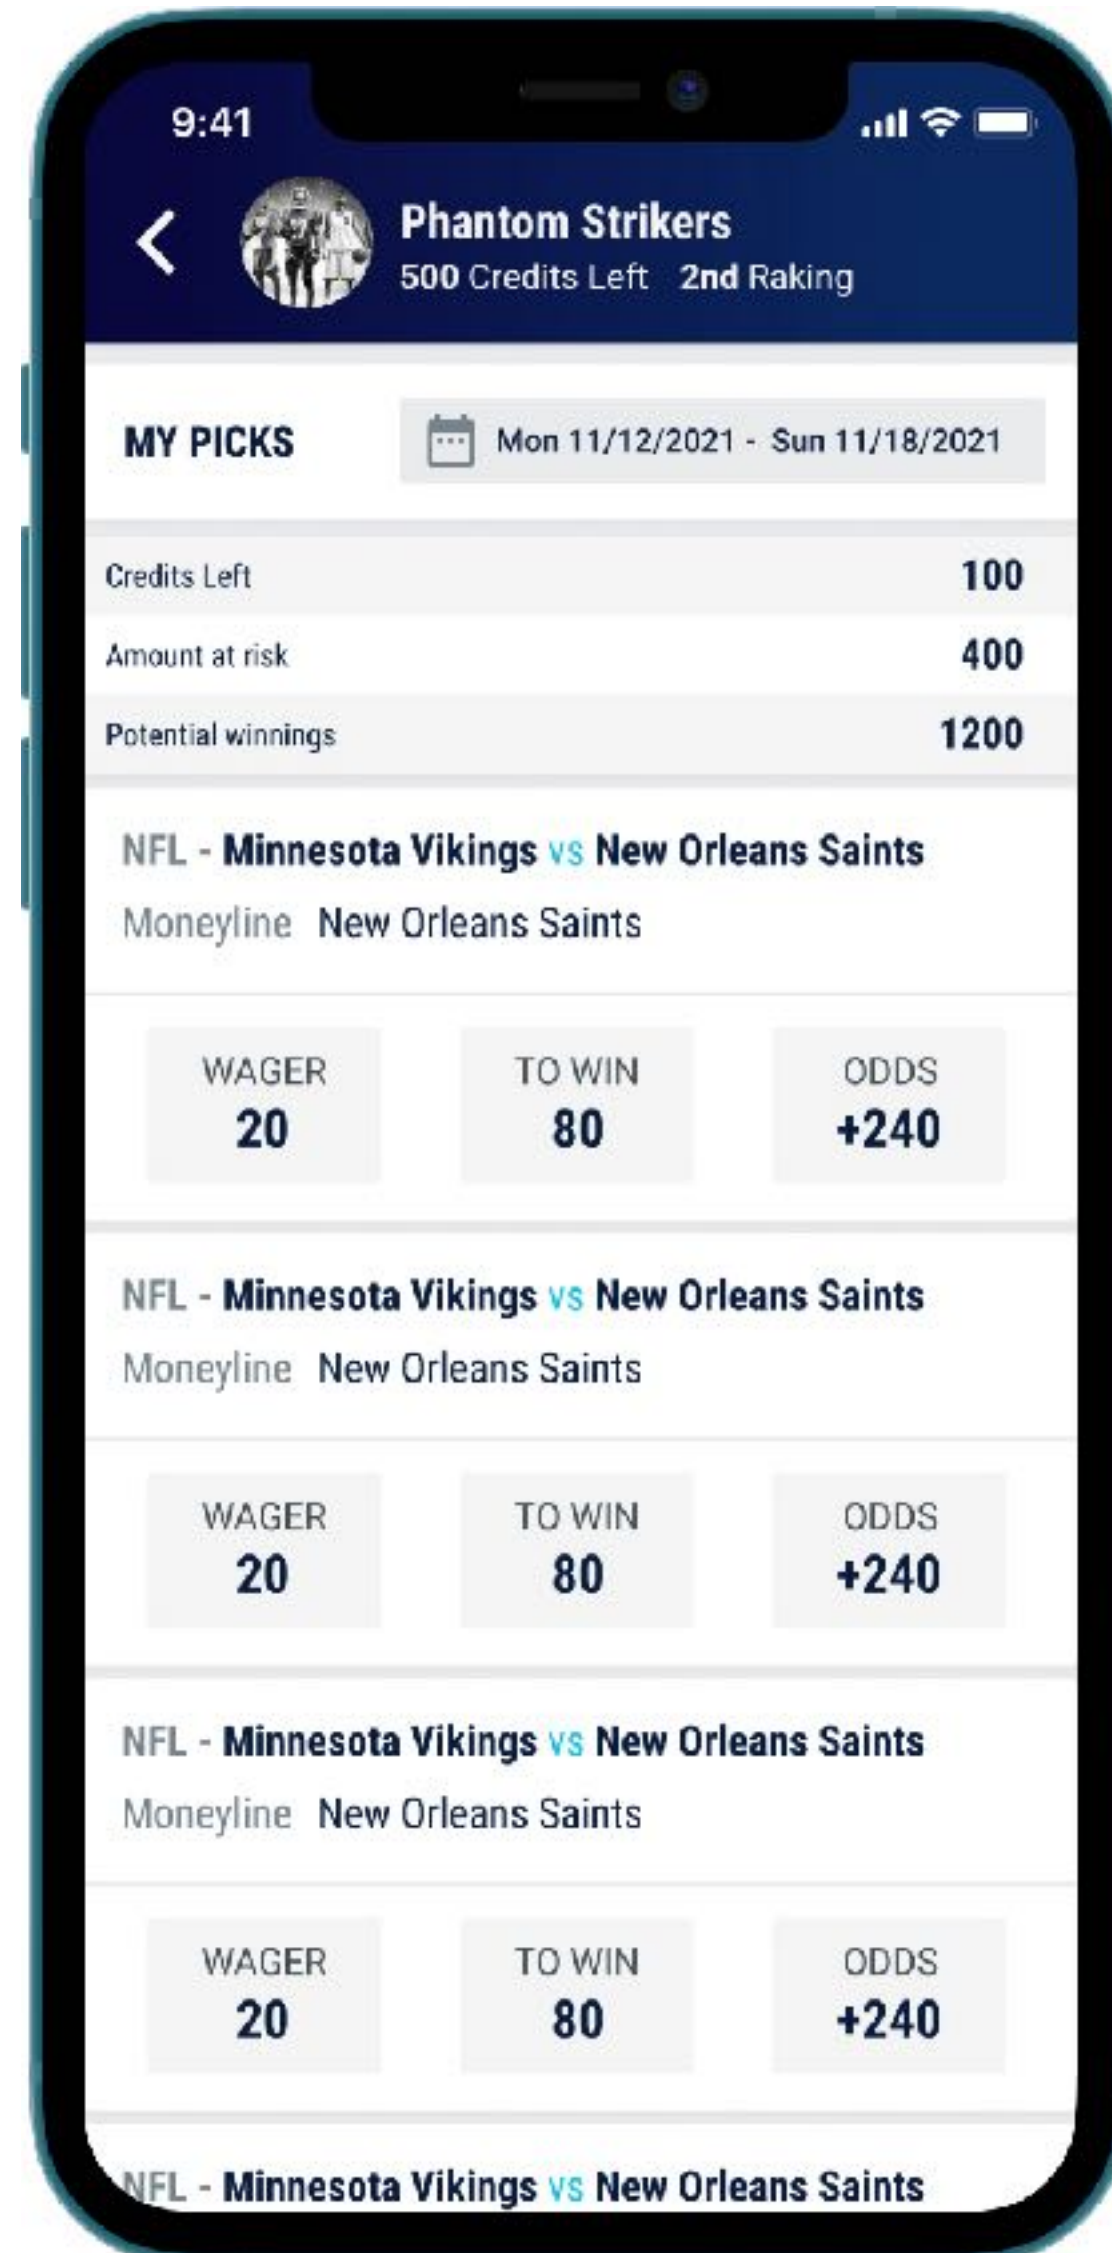 9:41
Phantom Strikers
500 Credits Left 2nd Raking
MY PICKS Mon 11/12/2021 - Sun 11/18/2021
Credits Left 100
Amount at risk 400
Potential winnings 1200
NFL - Minnesota Vikings vs New Orleans Saints
Moneyline New Orleans Saints
WAGER TO WIN ODDS
20 80 +240
NFL - Minnesota Vikings vs New Orleans Saints
Moneyline New Orleans Saints
WAGER TO WIN ODDS
20 80 +240
NFL - Minnesota Vikings vs New Orleans Saints
Moneyline New Orleans Saints
WAGER TO WIN ODDS
20 80 +240
NFL - Minnesota Vikings vs New Orleans Saints